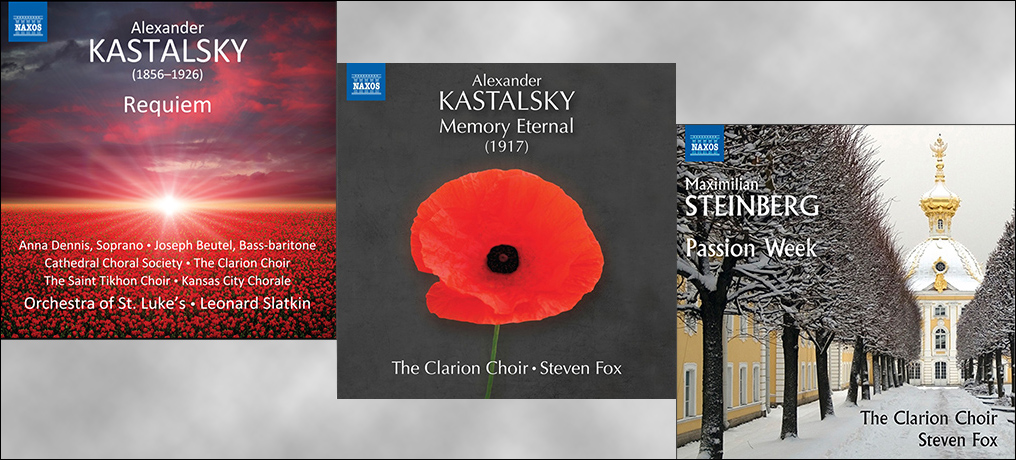 NAXOS
Alexander
KASTALSKY
(1856–1926)
Requiem
Anna Dennis, Soprano • Joseph Beutel, Bass-baritone
Cathedral Choral Society • The Clarion Choir
The Saint Tikhon Choir • Kansas City Chorale
Orchestra of St. Luke's • Leonard Slatkin
NAXOS
Alexander
KASTALSKY
Memory Eternal
(1917)
The Clarion Choir • Steven Fox
NAXOS
Maximilian
STEINBERG
Passion Week
The Clarion Choir
Steven Fox